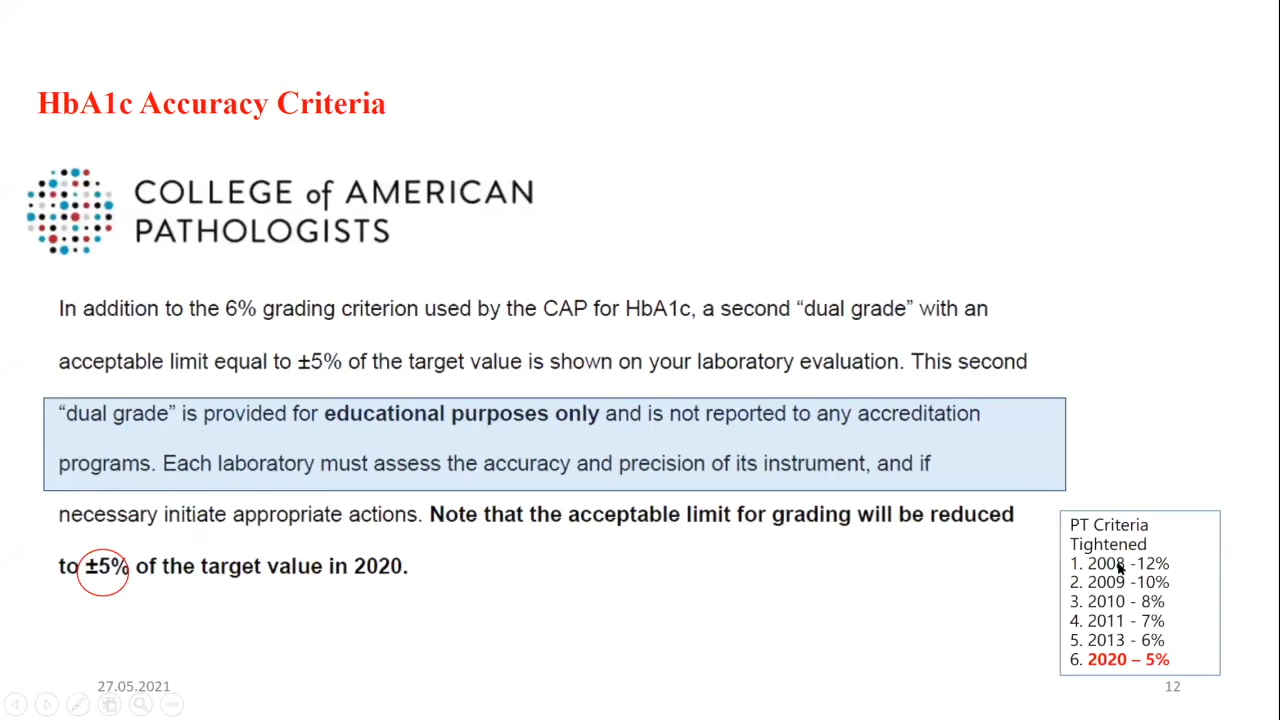 HbA1c Accuracy Criteria
COLLEGE of AMERICAN
PATHOLOGISTS
In addition to the 6% grading criterion used by the CAP for HbA1c, a second “dual grade” with an
acceptable limit equal to ±5% of the target value is shown on your laboratory evaluation. This second
“dual grade” is provided for educational purposes only and is not reported to any accreditation
programs. Each laboratory must assess the accuracy and precision of its instrument, and if
necessary initiate appropriate actions. Note that the acceptable limit for grading will be reduced
to ±5% of the target value in 2020.
PT Criteria
Tightened
1. 2008 -12%
2. 2009 -10%
3. 2010 - 8%
4. 2011 - 7%
5. 2013 - 6%
6. 2020 – 5%
27.05.2021
12